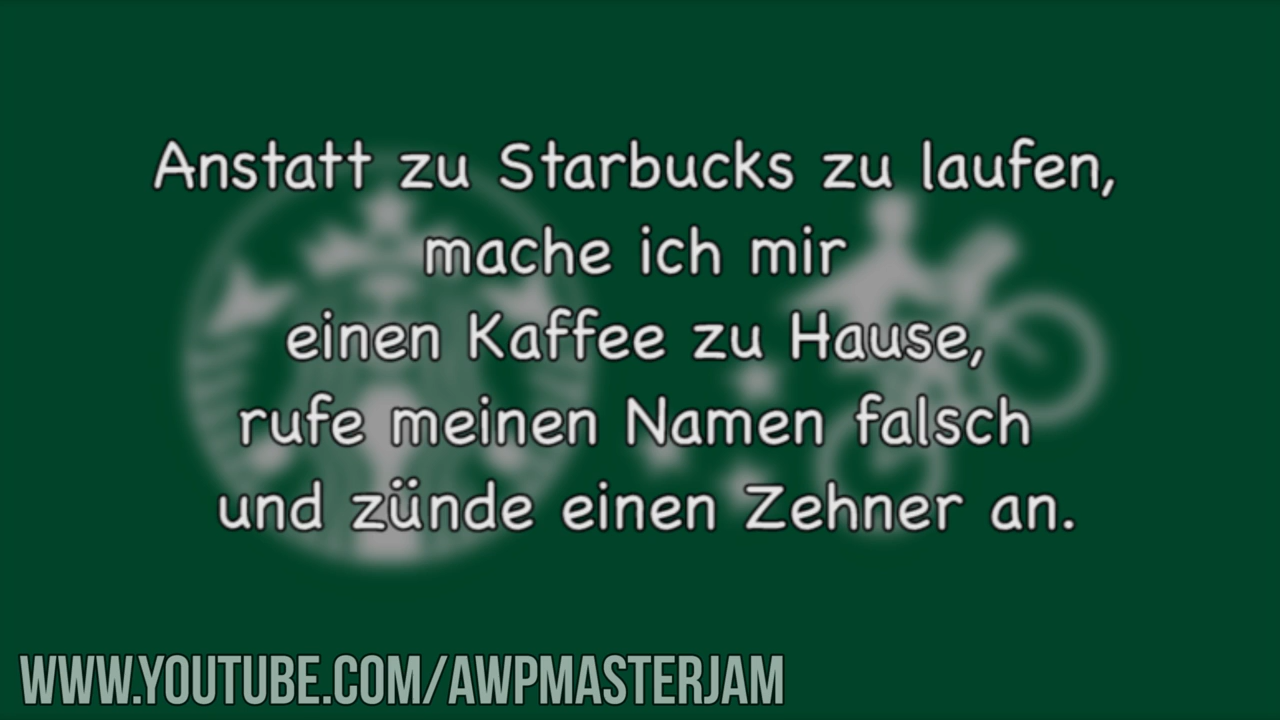 Anstatt zu Starbucks zu laufen,
mache ich mir
einen Kaffee zu Hause,
rufe meinen Namen falsch
und zünde einen Zehner an.
WWW.YOUTUBE.COM/AWPMASTERJAM